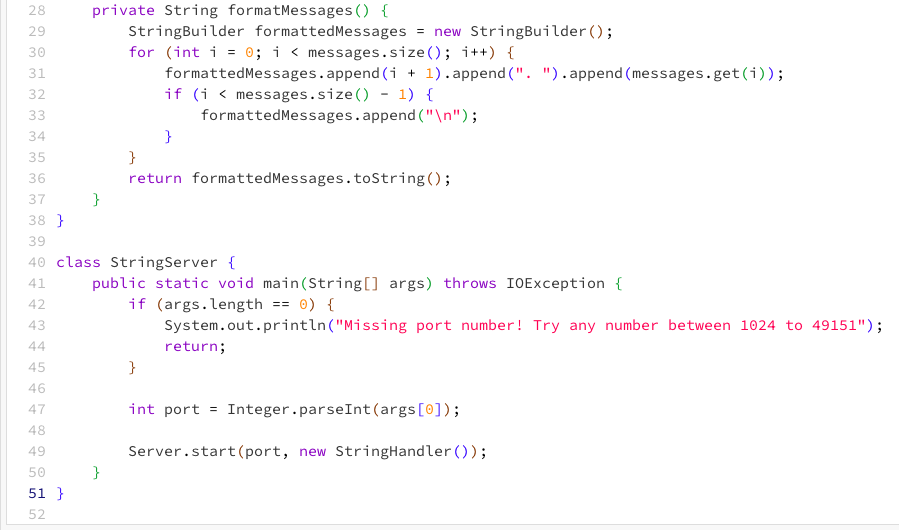 28     private String formatMessages() {
29         StringBuilder formattedMessages = new StringBuilder();
30         for (int i = 0; i < messages.size(); i++) {
31             formattedMessages.append(i + 1).append(". ").append(messages.get(i));
32             if (i < messages.size() - 1) {
33                 formattedMessages.append("\n");
34             }
35         }
36         return formattedMessages.toString();
37     }
38 }
39
40 class StringServer {
41     public static void main(String[] args) throws IOException {
42         if (args.length == 0) {
43             System.out.println("Missing port number! Try any number between 1024 to 49151");
44             return;
45         }
46
47         int port = Integer.parseInt(args[0]);
48
49         Server.start(port, new StringHandler());
50     }
51 }
52